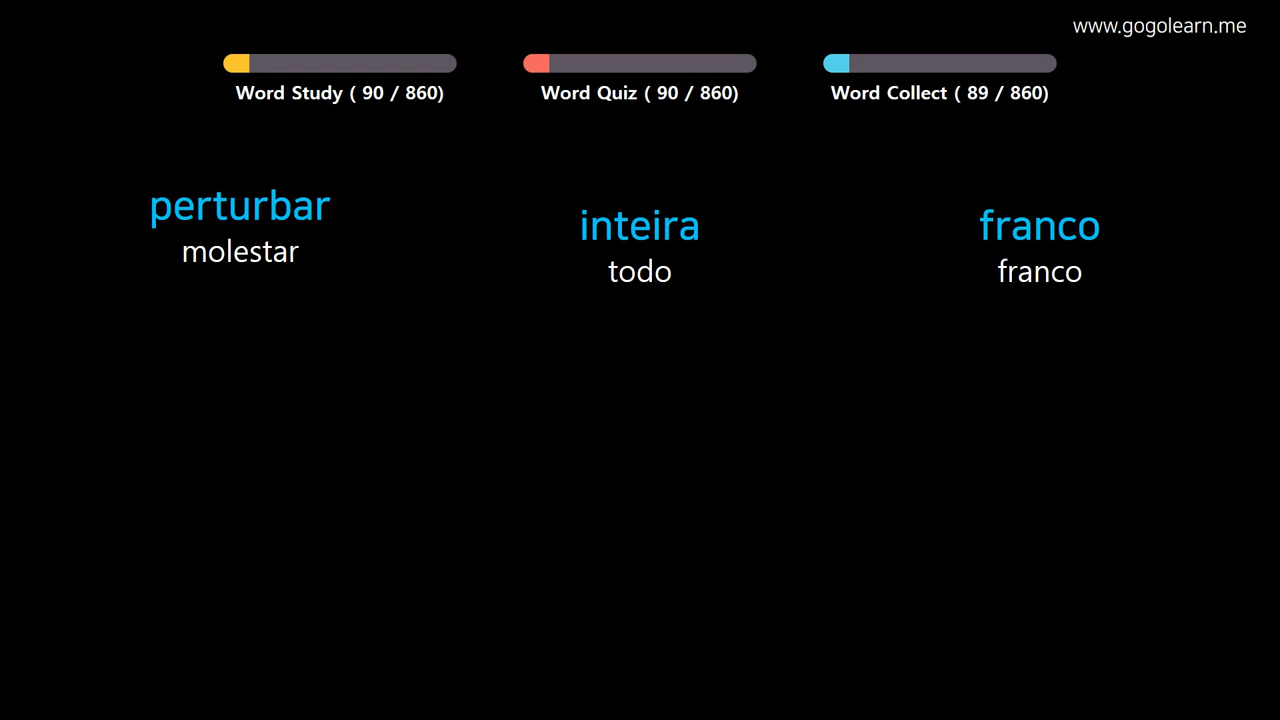 www.gogolearn.me
Word Study ( 90 / 860)
Word Quiz ( 90 / 860)
Word Collect ( 89 / 860)
perturbar
molestar
inteira
todo
franco
franco